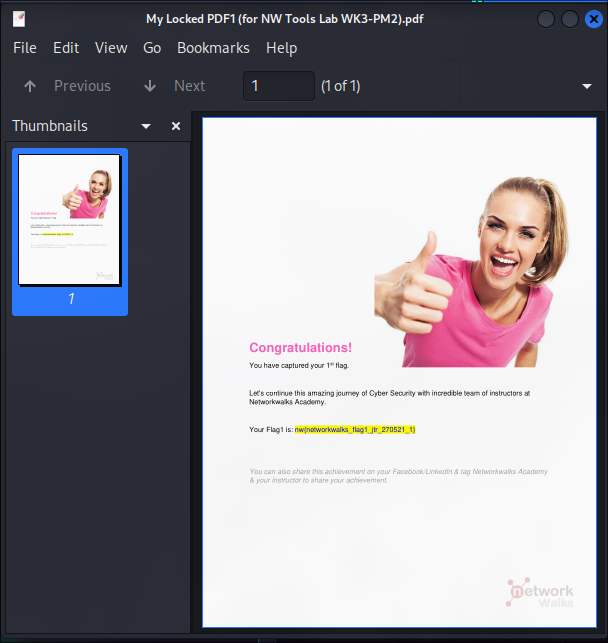 My Locked PDF1 (for NW Tools Lab WK3-PM2).pdf
File Edit View Go Bookmarks Help
Previous Next 1 (1 of 1)
Thumbnails
Congratulations!
1
Congratulations!
You have captured your 1st flag.
Let's continue this amazing journey of Cyber Security with incredible team of instructors at
Networkwalks Academy.
Your Flag1 is: nw{networkwalks_flag1_jtr_270521_1}
You can also share this achievement on your Facebook/LinkedIn & tag Networkwalks Academy
& your instructor to share your achievement.
network
Walks